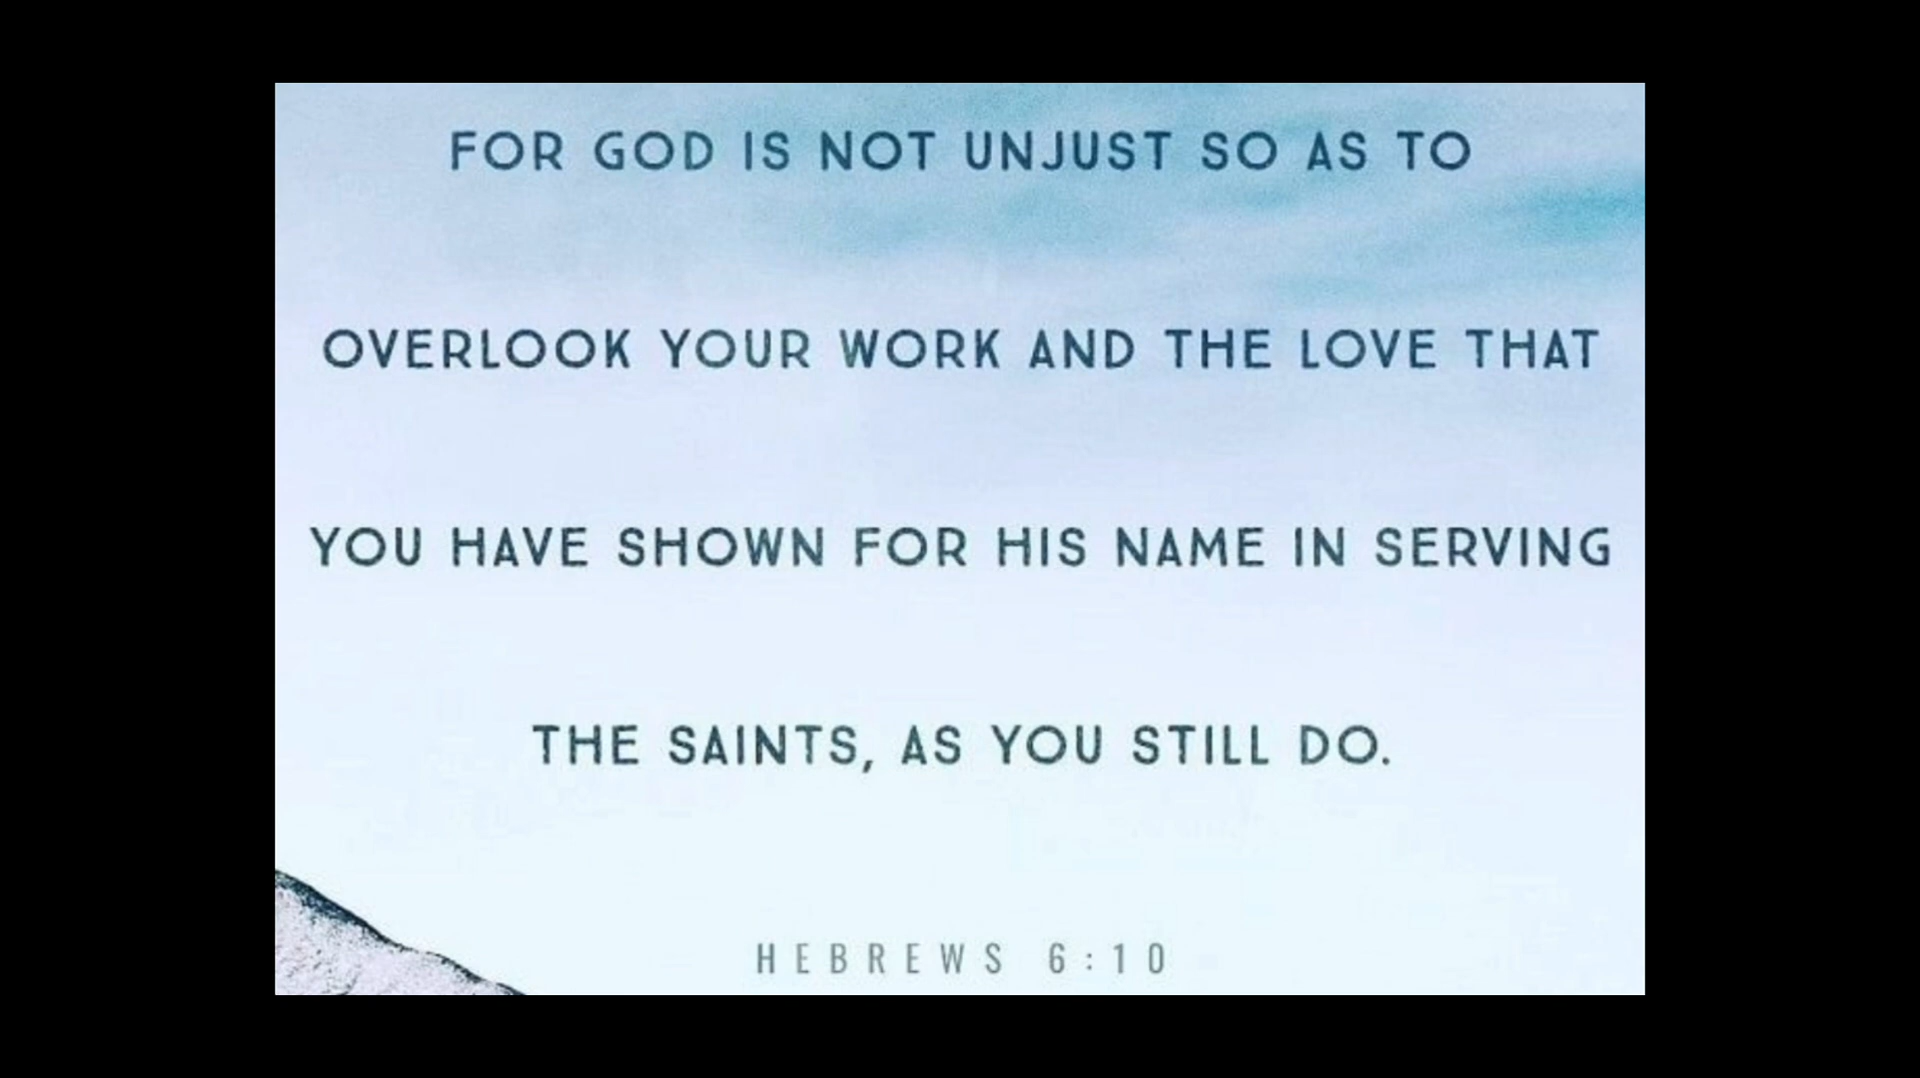 FOR GOD IS NOT UNJUST SO AS TO
OVERLOOK YOUR WORK AND THE LOVE THAT
YOU HAVE SHOWN FOR HIS NAME IN SERVING
THE SAINTS, AS YOU STILL DO.
HEBREWS 6:10